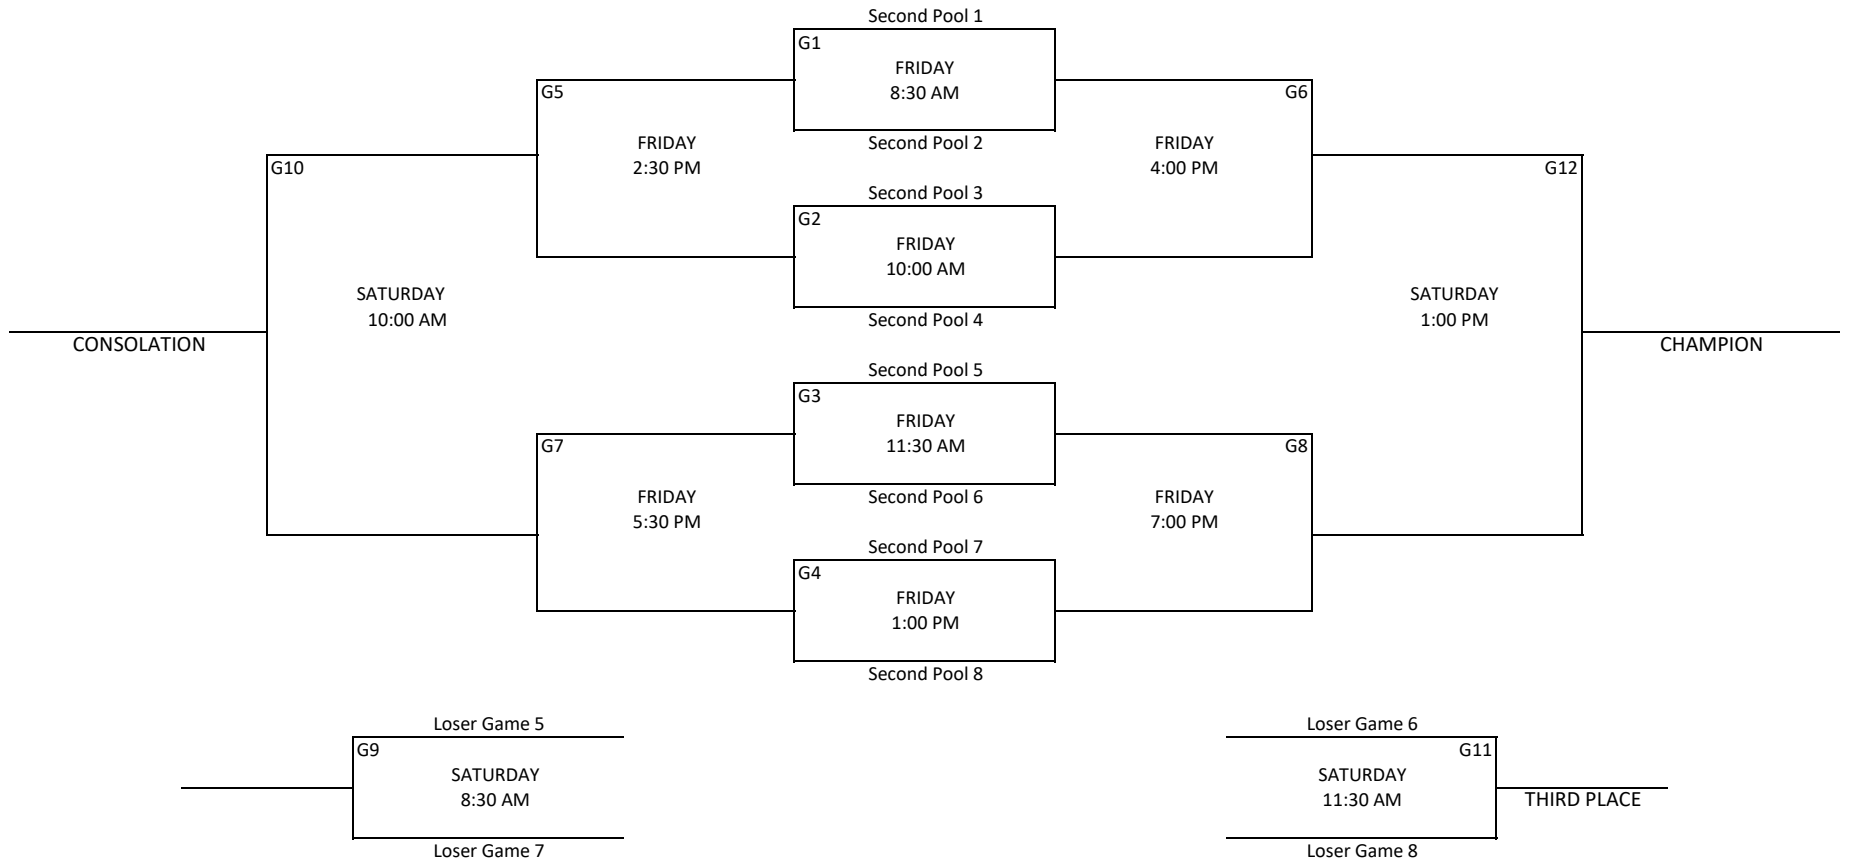 Second Pool 1
G1
FRIDAY
8:30 AM
G5
G6
Second Pool 2
FRIDAY
2:30 PM
FRIDAY
4:00 PM
G10
G12
Second Pool 3
G2
FRIDAY
10:00 AM
SATURDAY
10:00 AM
SATURDAY
1:00 PM
Second Pool 4
CONSOLATION
CHAMPION
Second Pool 5
G3
FRIDAY
11:30 AM
G7
G8
Second Pool 6
FRIDAY
5:30 PM
FRIDAY
7:00 PM
Second Pool 7
G4
FRIDAY
1:00 PM
Second Pool 8
Loser Game 5
G9
SATURDAY
8:30 AM
Loser Game 7
Loser Game 6
G11
SATURDAY
11:30 AM
THIRD PLACE
Loser Game 8